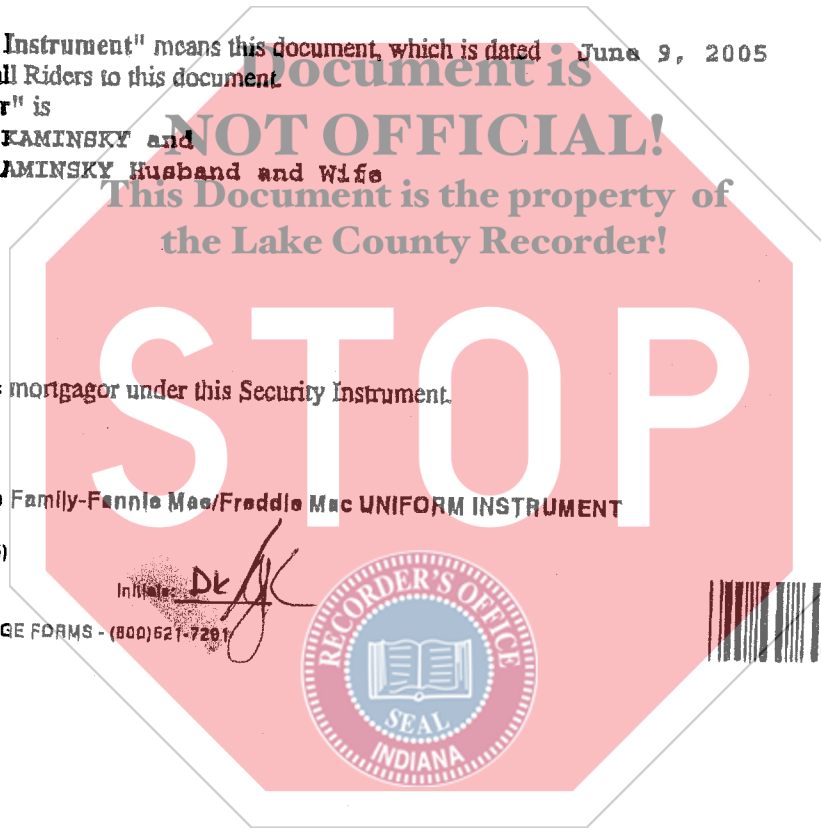 Instrument" means this document, which is dated June 9, 2005
Document is
ll Riders to this document.
r" is
NOT OFFICIAL!
KAMINSKY and
AMINSKY Husband and Wife
This Document is the property of
the Lake County Recorder!
STOP
mortgagor under this Security Instrument.
Family-Fannie Mae/Freddie Mac UNIFORM INSTRUMENT
Initials: DK
GE FORMS - (800)521-7291
RECORDER'S OFFICE
SEAL
INDIANA